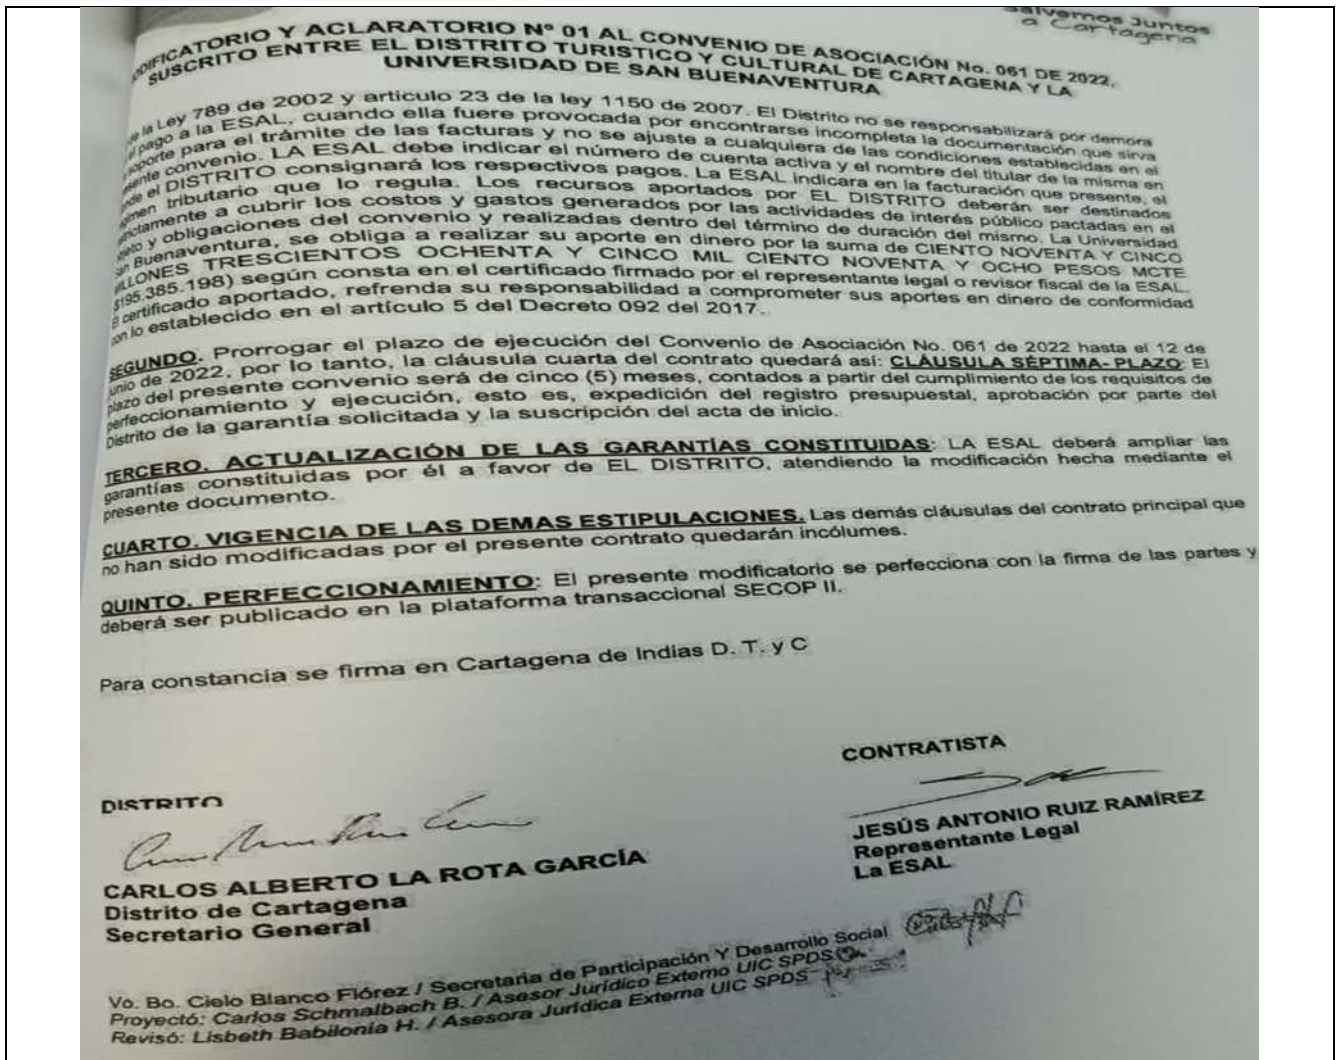 Salvemos Juntos
a Cartagena
ODIFICATORIO Y ACLARATORIO N° 01 AL CONVENIO DE ASOCIACIÓN No. 061 DE 2022,
SUSCRITO ENTRE EL DISTRITO TURISTICO Y CULTURAL DE CARTAGENA Y LA
UNIVERSIDAD DE SAN BUENAVENTURA
la Ley 789 de 2002 y articulo 23 de la ley 1150 de 2007. El Distrito no se responsabilizará por demora
pago a la ESAL, cuando ella fuere provocada por encontrarse incompleta la documentación que sirva
soporte para el trámite de las facturas y no se ajuste a cualquiera de las condiciones establecidas en el
sente convenio. LA ESAL debe indicar el número de cuenta activa y el nombre del titular de la misma en
nde el DISTRITO consignará los respectivos pagos. La ESAL indicara en la facturación que presente, el
gimen tributario que lo regula. Los recursos aportados por EL DISTRITO deberán ser destinados
ictamente a cubrir los costos y gastos generados por las actividades de interés público pactadas en el
jeto y obligaciones del convenio y realizadas dentro del término de duración del mismo. La Universidad
an Buenaventura, se obliga a realizar su aporte en dinero por la suma de CIENTO NOVENTA Y CINCO
ILLONES TRESCIENTOS OCHENTA Y CINCO MIL CIENTO NOVENTA Y OCHO PESOS MCTE
$195.385.198) según consta en el certificado firmado por el representante legal o revisor fiscal de la ESAL.
El certificado aportado, refrenda su responsabilidad a comprometer sus aportes en dinero de conformidad
con lo establecido en el artículo 5 del Decreto 092 del 2017.
SEGUNDO. Prorrogar el plazo de ejecución del Convenio de Asociación No. 061 de 2022 hasta el 12 de
junio de 2022, por lo tanto, la cláusula cuarta del contrato quedará así: CLÁUSULA SÉPTIMA- PLAZO: El
plazo del presente convenio será de cinco (5) meses, contados a partir del cumplimiento de los requisitos de
perfeccionamiento y ejecución, esto es, expedición del registro presupuestal, aprobación por parte del
Distrito de la garantía solicitada y la suscripción del acta de inicio.
TERCERO. ACTUALIZACIÓN DE LAS GARANTÍAS CONSTITUIDAS: LA ESAL deberá ampliar las
garantías constituidas por él a favor de EL DISTRITO, atendiendo la modificación hecha mediante el
presente documento.
CUARTO. VIGENCIA DE LAS DEMAS ESTIPULACIONES. Las demás cláusulas del contrato principal que
no han sido modificadas por el presente contrato quedarán incólumes.
QUINTO. PERFECCIONAMIENTO: El presente modificatorio se perfecciona con la firma de las partes y
deberá ser publicado en la plataforma transaccional SECOP II.
Para constancia se firma en Cartagena de Indias D. T. y C
DISTRITO
CARLOS ALBERTO LA ROTA GARCÍA
Distrito de Cartagena
Secretario General
CONTRATISTA
JESÚS ANTONIO RUIZ RAMÍREZ
Representante Legal
La ESAL
Vo. Bo. Cielo Blanco Flórez / Secretaria de Participación Y Desarrollo Social
Proyectó: Carlos Schmalbach B. / Asesor Jurídico Externo UIC SPDS
Revisó: Lisbeth Babilonia H. / Asesora Jurídica Externa UIC SPDS